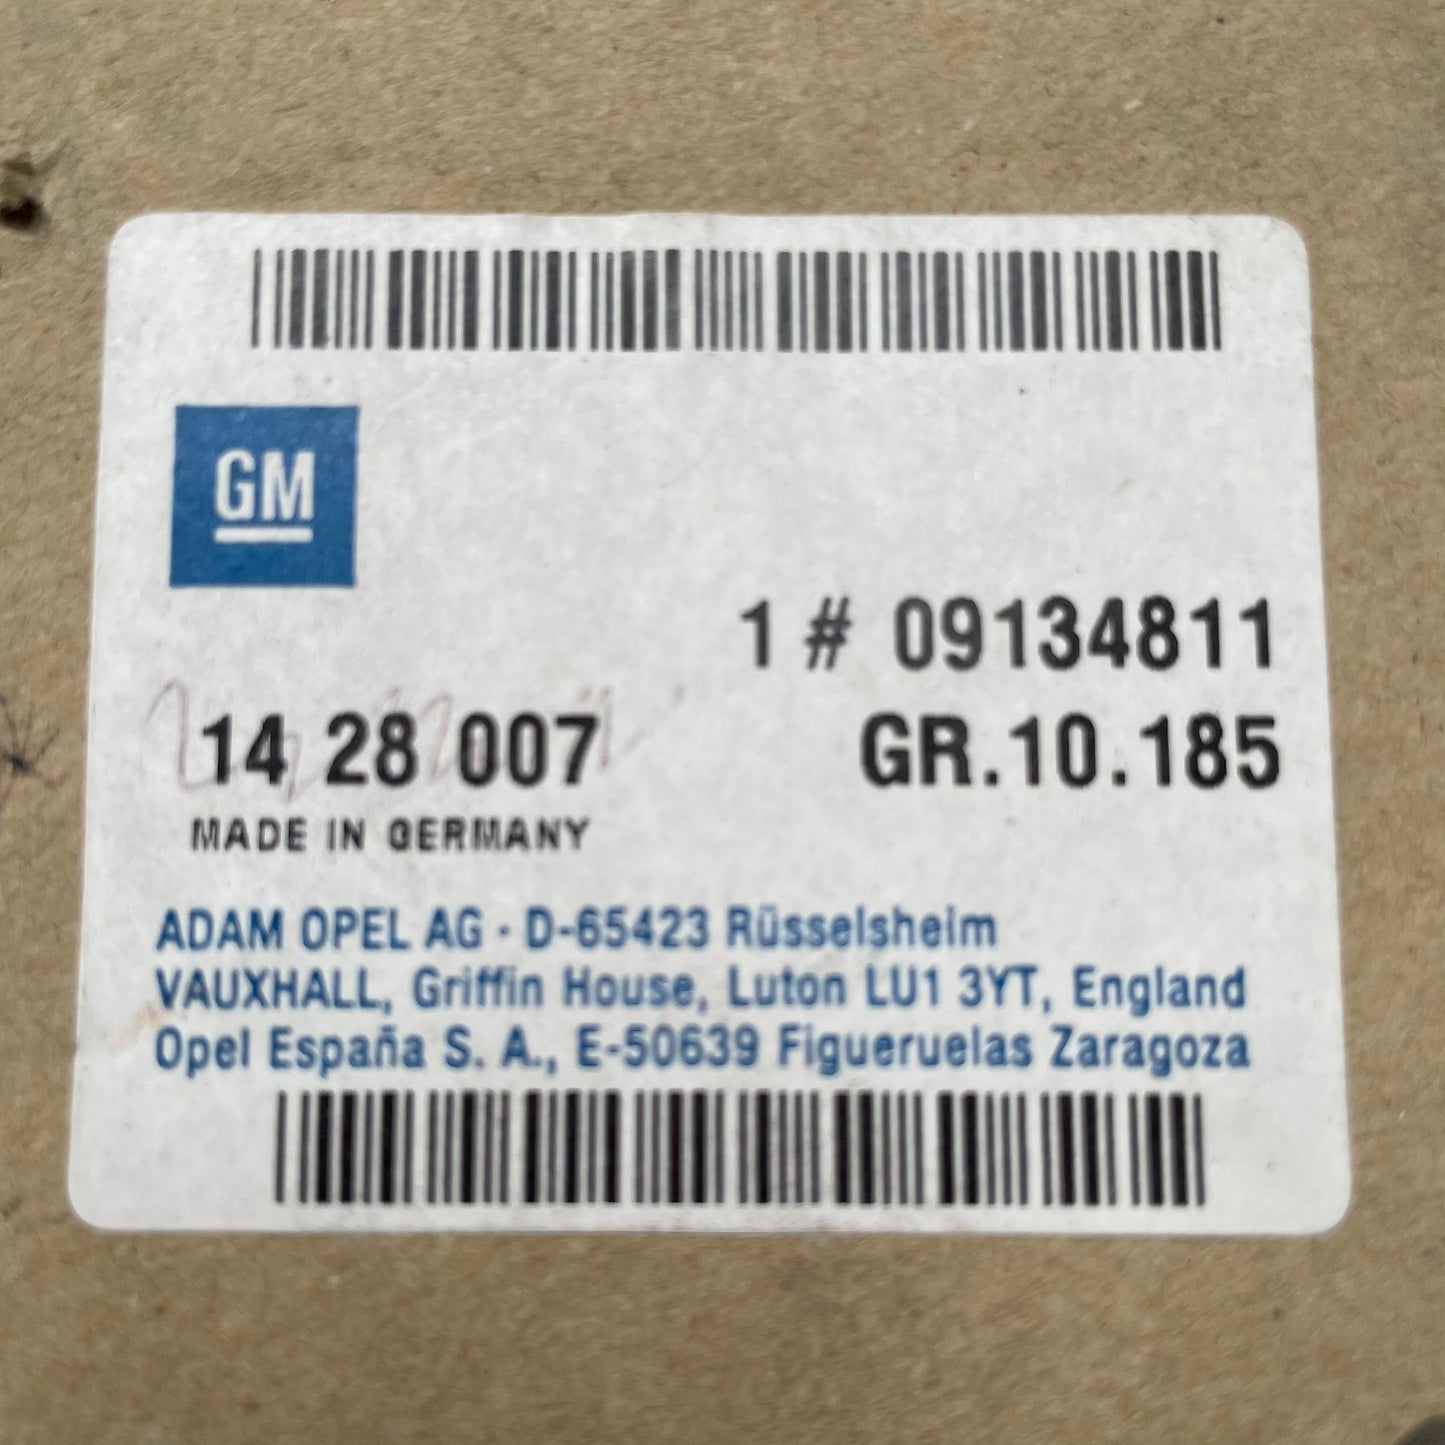 GM
1 # 09134811
14 28 007 GR.10.185
MADE IN GERMANY
ADAM OPEL AG · D-65423 Rüsselsheim
VAUXHALL, Griffin House, Luton LU1 3YT, England
Opel España S. A., E-50639 Figueruelas Zaragoza